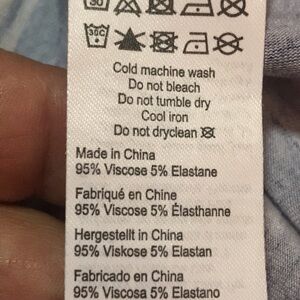 30
30C
Cold machine wash
Do not bleach
Do not tumble dry
Cool iron
Do not dryclean
Made in China
95% Viscose 5% Elastane
Fabriqué en Chine
95% Viscose 5% Élasthanne
Hergestellt in China
95% Viskose 5% Elastan
Fabricado en China
95% Viscosa 5% Elastano